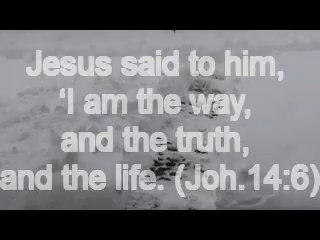 Jesus said to him,
‘I am the way,
and the truth,
and the life. (Joh.14:6)